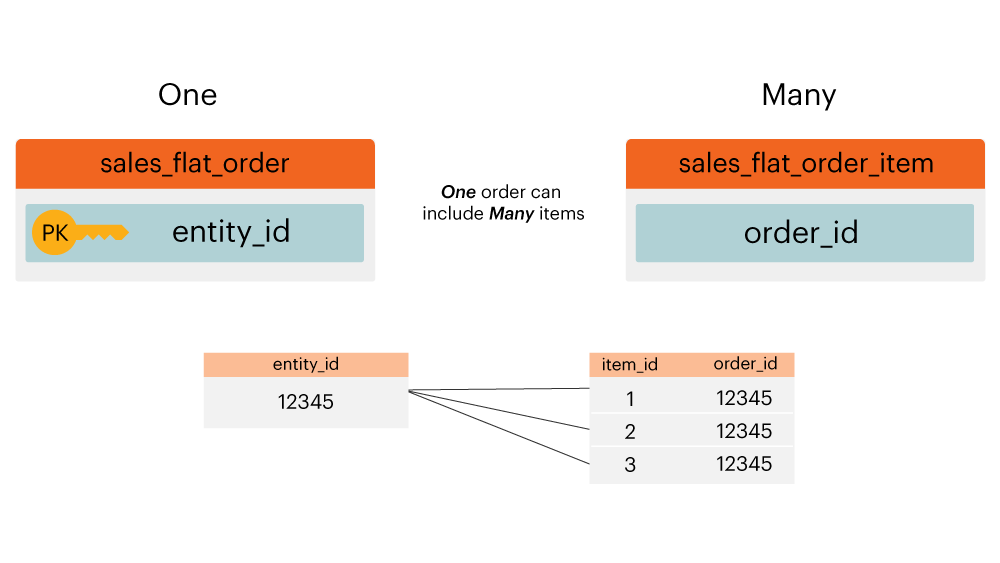 One
Many
sales_flat_order
sales_flat_order_item
PK
entity_id
One order can
include Many items
order_id
entity_id
12345
item_id order_id
1 12345
2 12345
3 12345